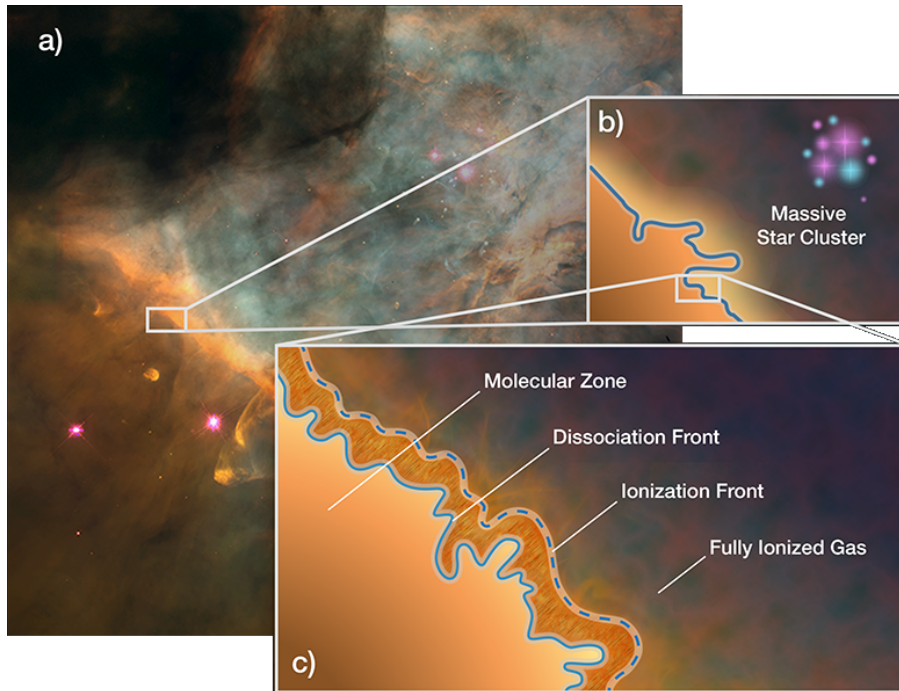 a)
b)
Massive
Star Cluster
Molecular Zone
Dissociation Front
Ionization Front
Fully Ionized Gas
c)